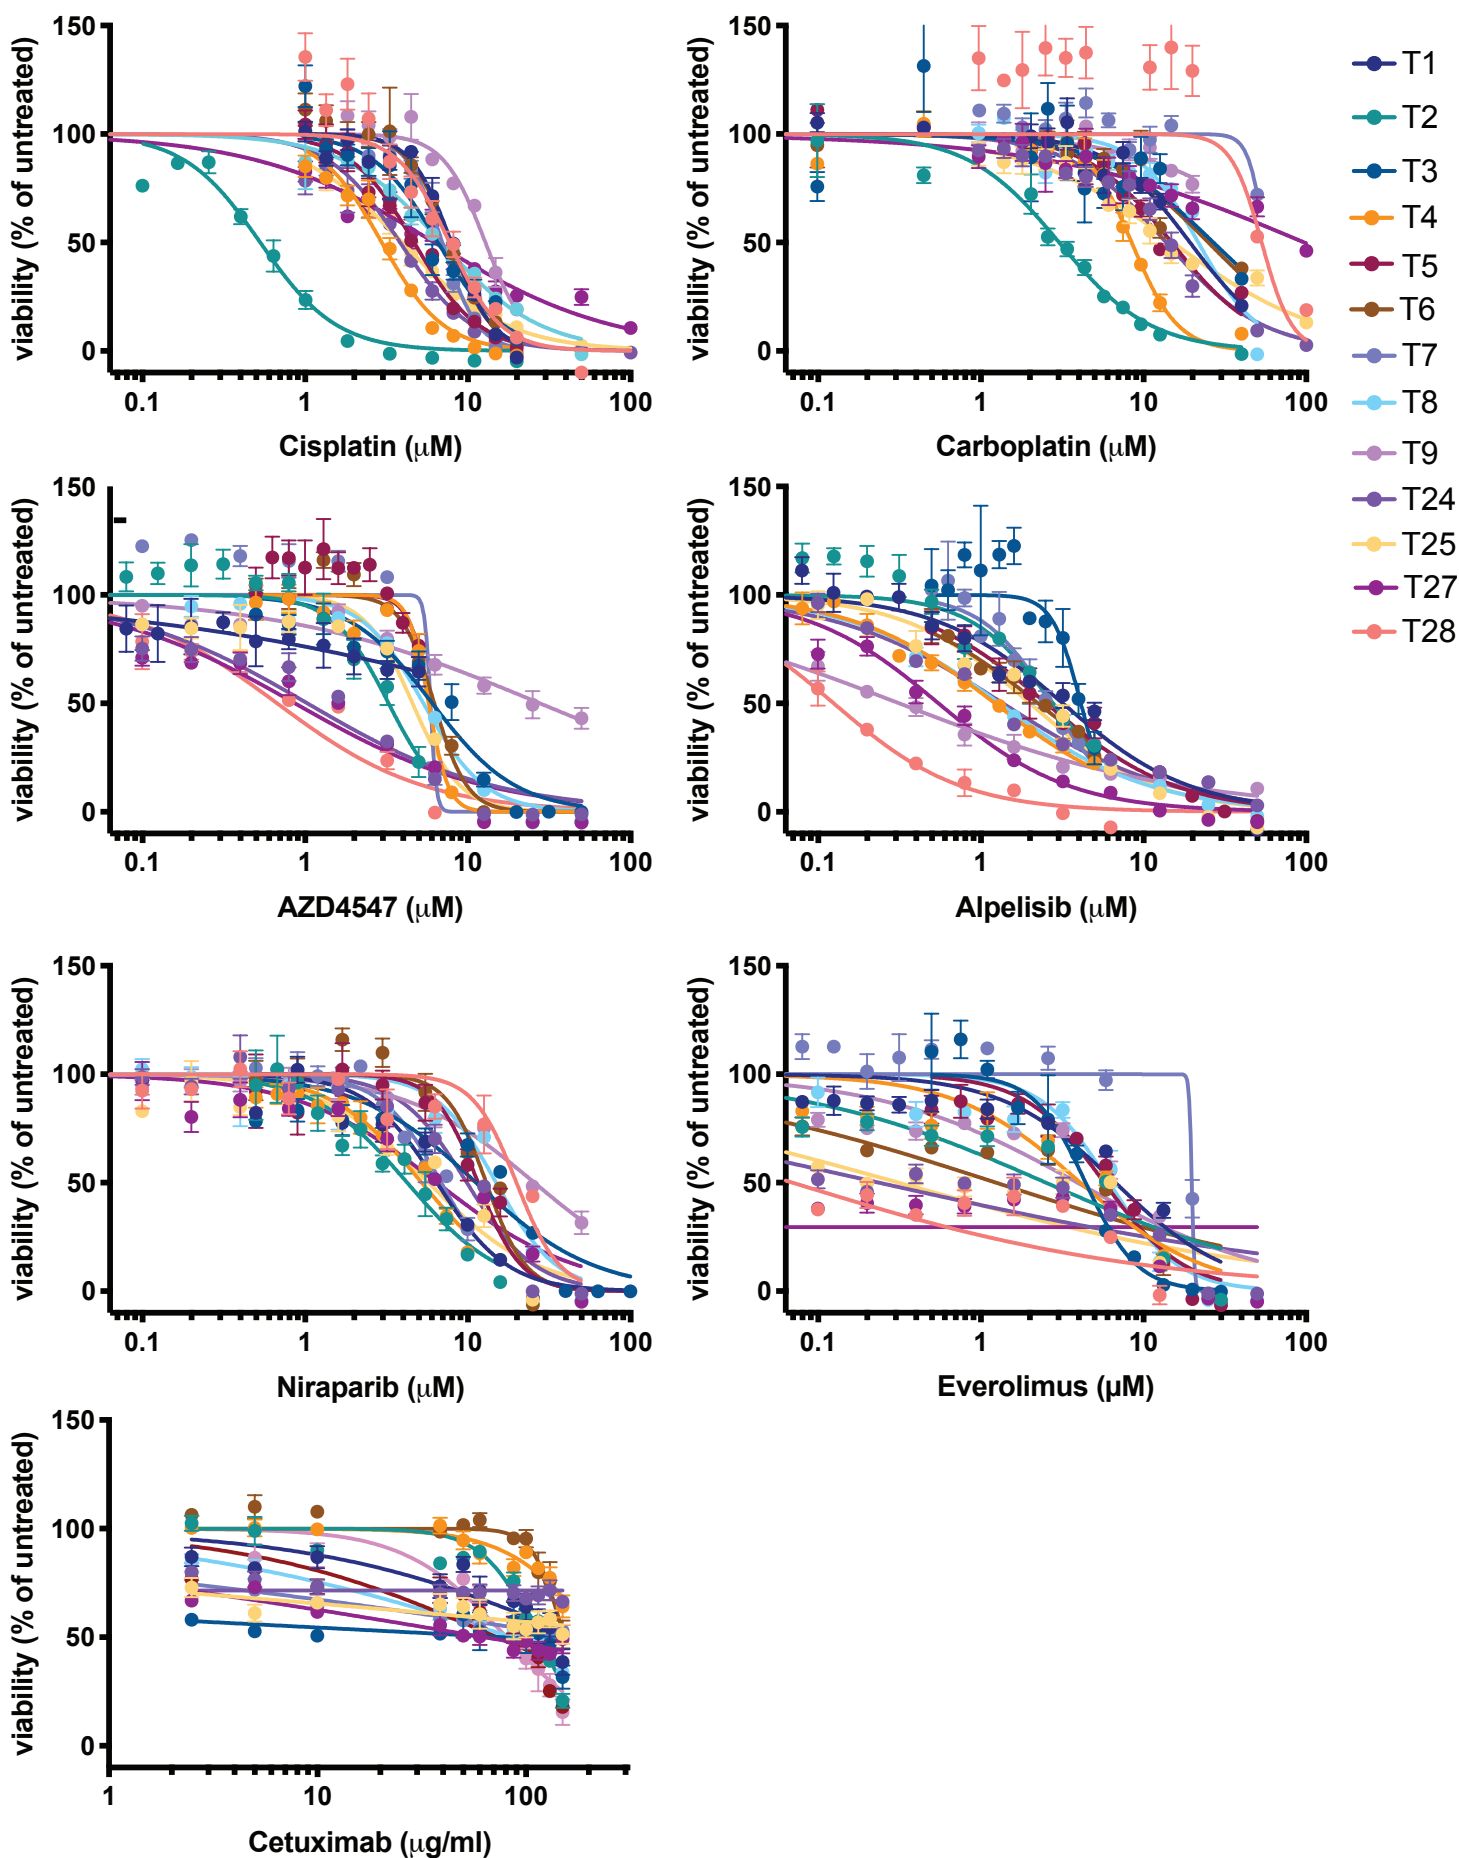 viability (% of untreated)
150
100
50
0
0.1 1 10 100
Cisplatin (μM)
viability (% of untreated)
150
100
50
0
0.1 1 10 100
Carboplatin (μM)
T1
T2
T3
T4
T5
T6
T7
T8
T9
T24
T25
T27
T28
viability (% of untreated)
150
100
50
0
0.1 1 10 100
AZD4547 (μM)
viability (% of untreated)
150
100
50
0
0.1 1 10 100
Alpelisib (μM)
viability (% of untreated)
150
100
50
0
0.1 1 10 100
Niraparib (μM)
viability (% of untreated)
150
100
50
0
0.1 1 10 100
Everolimus (μM)
viability (% of untreated)
150
100
50
0
1 10 100
Cetuximab (μg/ml)